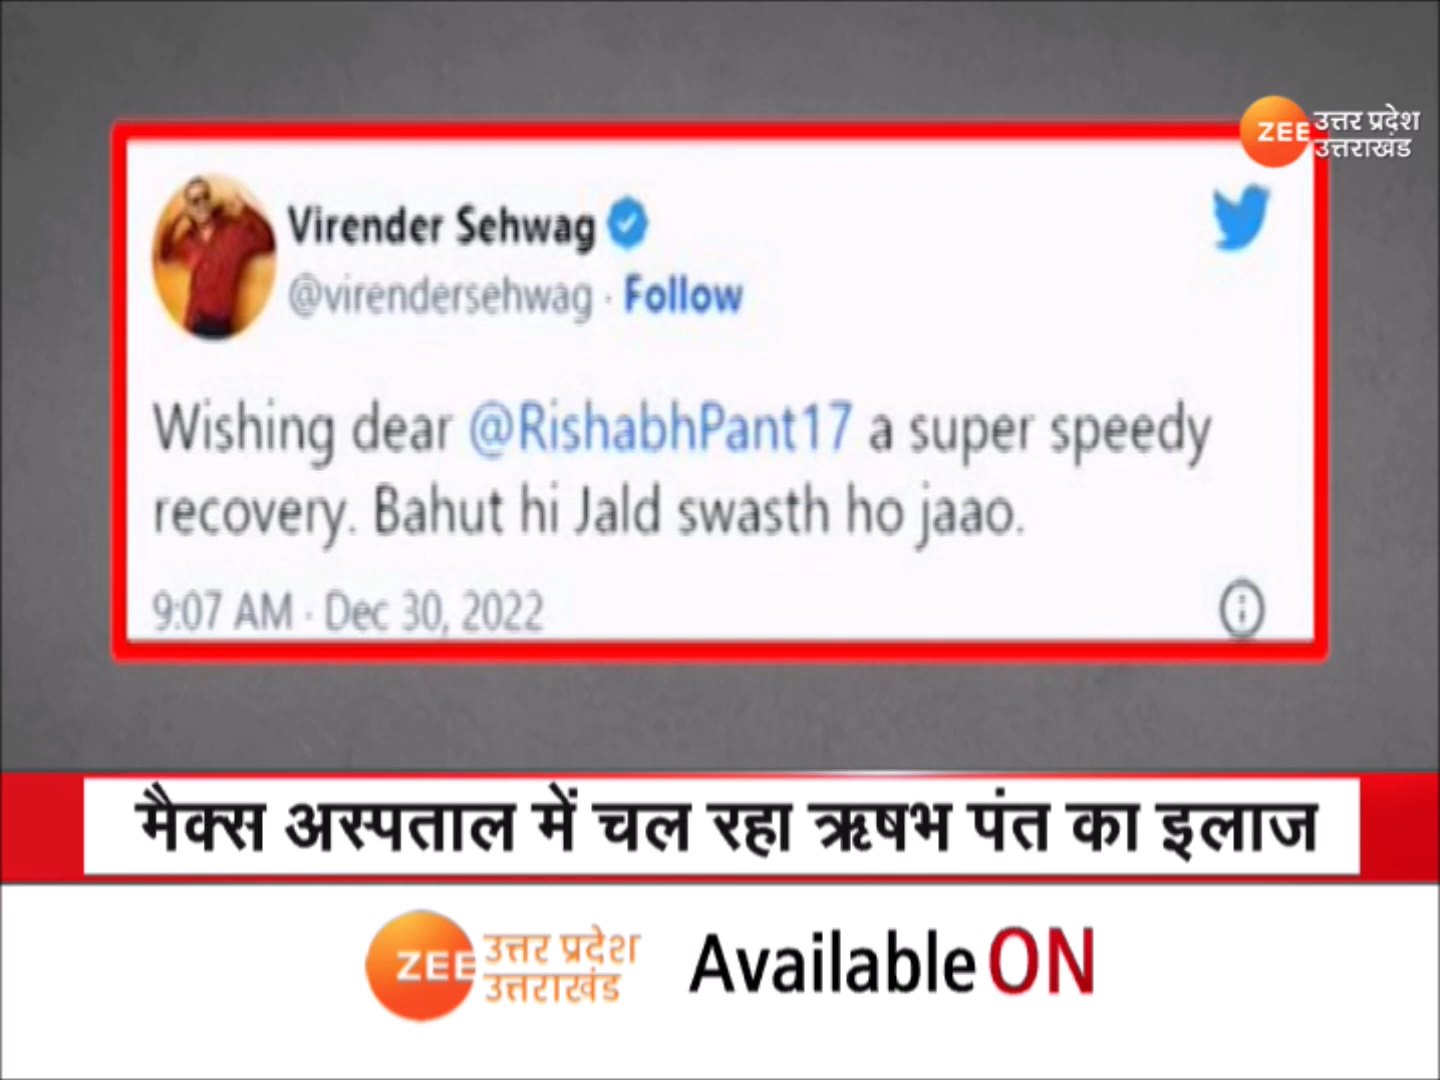 ZEE उत्तर प्रदेश
उत्तराखंड
Virender Sehwag
@virendersehwag · Follow
Wishing dear @RishabhPant17 a super speedy
recovery. Bahut hi Jald swasth ho jaao.
9:07 AM · Dec 30, 2022
मैक्स अस्पताल में चल रहा ऋषभ पंत का इलाज
ZEE उत्तर प्रदेश
उत्तराखंड
Available ON